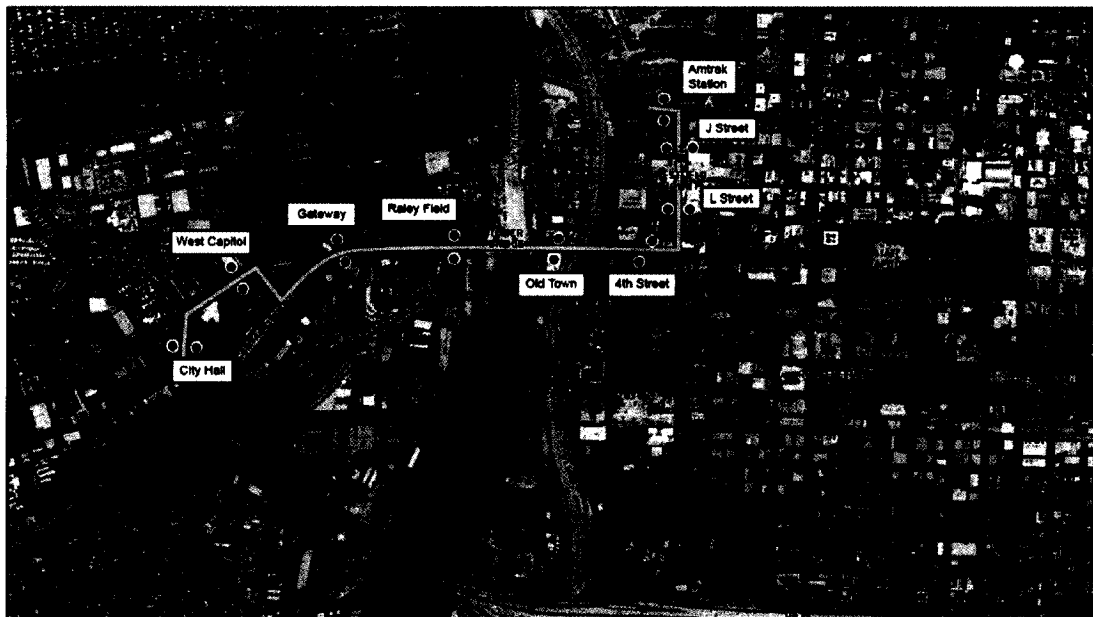 Amtrak
Station
J Street
L Street
Gateway
Raley Field
West Capitol
Old Town
4th Street
City Hall